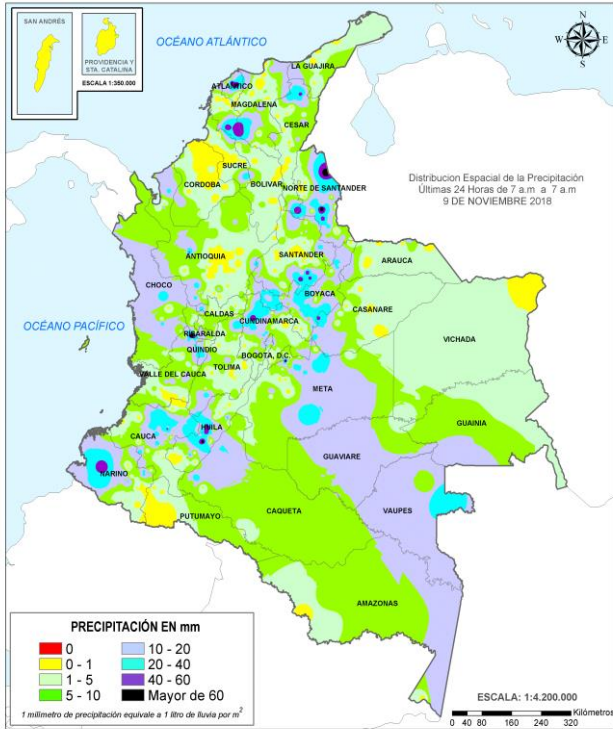 SAN ANDRÉS
PROVIDENCIA Y
STA. CATALINA
ESCALA 1:350.000
OCÉANO ATLÁNTICO
N
W
E
S
LA GUAJIRA
ATLÁNTICO
MAGDALENA
CESAR
SUCRE
CORDOBA
BOLIVAR
NORTE DE SANTANDER
Distribucion Espacial de la Precipitación
Últimas 24 Horas de 7 a.m a 7 a.m
9 DE NOVIEMBRE 2018
ANTIOQUIA
SANTANDER
ARAUCA
CHOCO
BOYACA
CASANARE
OCÉANO PACÍFICO
CALDAS
CUNDINAMARCA
RISARALDA
VICHADA
QUINDIO
BOGOTA, D.C.
VALLE DEL CAUCA
TOLIMA
META
GUAINIA
CAUCA
HUILA
GUAVIARE
NARIÑO
VAUPES
PUTUMAYO
CAQUETA
AMAZONAS
PRECIPITACIÓN EN mm
0
10 - 20
0 - 1
20 - 40
1 - 5
40 - 60
5 - 10
Mayor de 60
1 milimetro de precipitación equivale a 1 litro de lluvia por m²
ESCALA: 1:4.200.000
Kilómetros
0 40 80 160 240 320